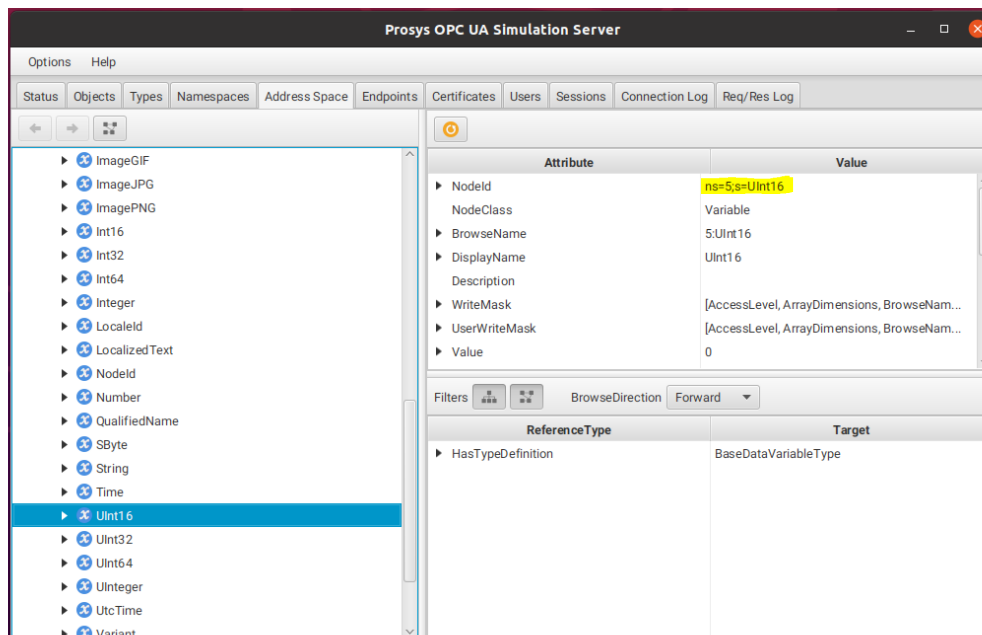 Prosys OPC UA Simulation Server
Options Help
Status Objects Types Namespaces Address Space Endpoints Certificates Users Sessions Connection Log Req/Res Log
ImageGIF
ImageJPG
ImagePNG
Int16
Int32
Int64
Integer
LocaleId
LocalizedText
NodeId
Number
QualifiedName
SByte
String
Time
UInt16
UInt32
UInt64
UInteger
UtcTime
Variant
Attribute Value
NodeId ns=5;s=UInt16
NodeClass Variable
BrowseName 5:UInt16
DisplayName UInt16
Description
WriteMask [AccessLevel, ArrayDimensions, BrowseNam...
UserWriteMask [AccessLevel, ArrayDimensions, BrowseNam...
Value 0
Filters BrowseDirection Forward
ReferenceType Target
HasTypeDefinition BaseDataVariableType